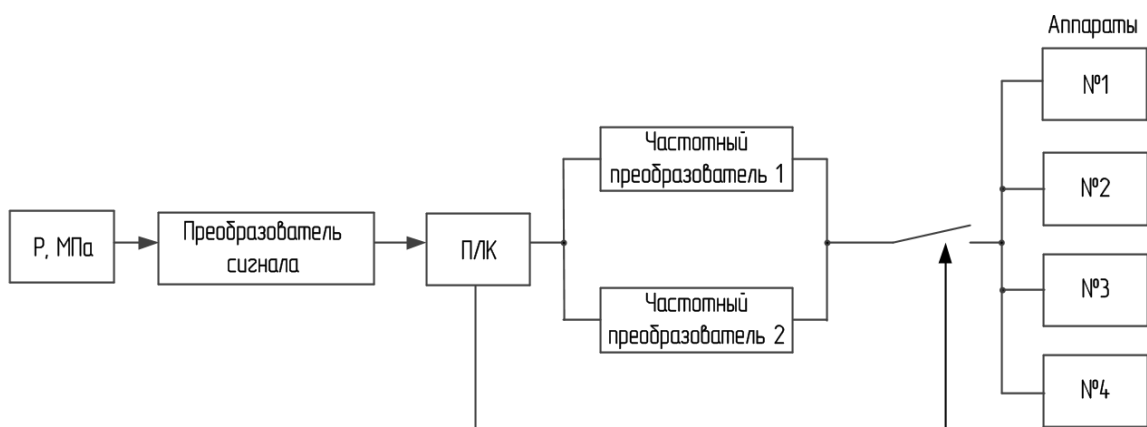 Аппараты
№1
Частотный
преобразователь 1
№2
Р, МПа
Преобразователь
сигнала
ПЛК
№3
Частотный
преобразователь 2
№4